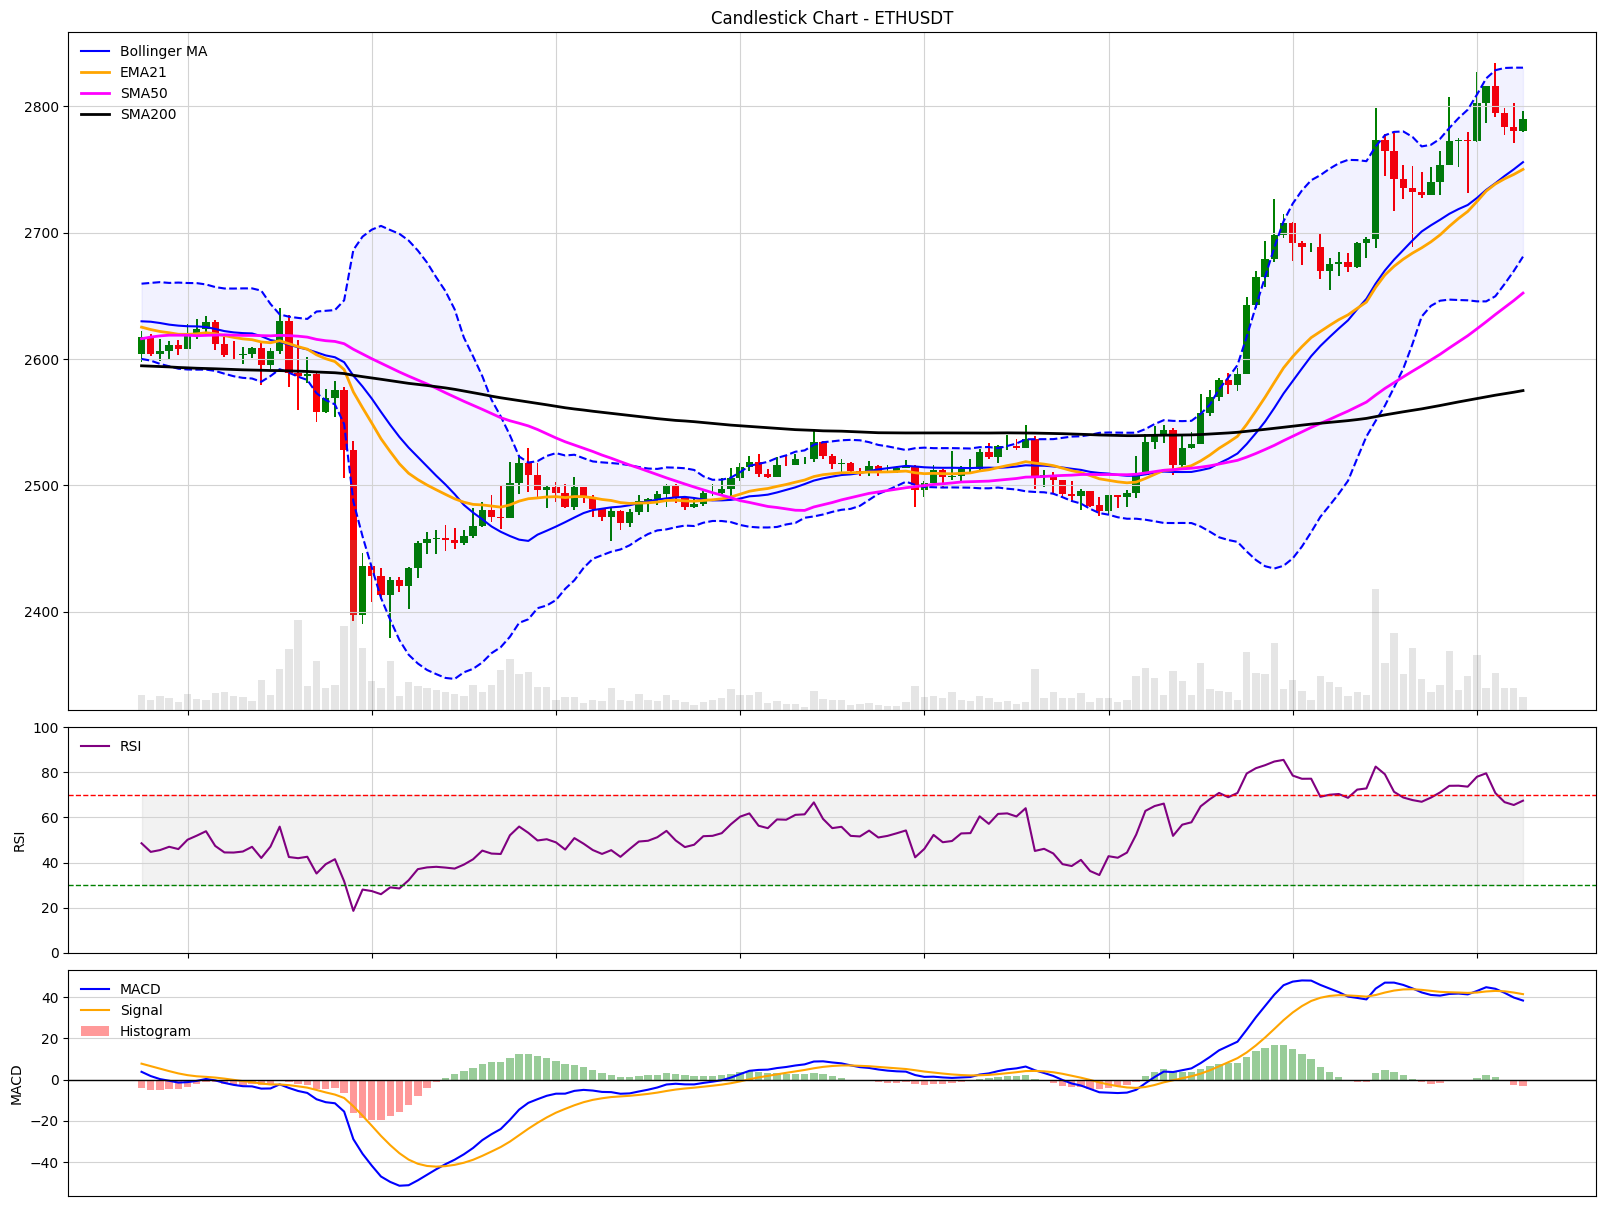 Candlestick Chart - ETHUSDT
Bollinger MA
EMA21
SMA50
SMA200
2800
2700
2600
2500
2400
100
80
60
40
20
0
RSI
RSI
40
20
0
−20
−40
MACD
MACD
Signal
Histogram